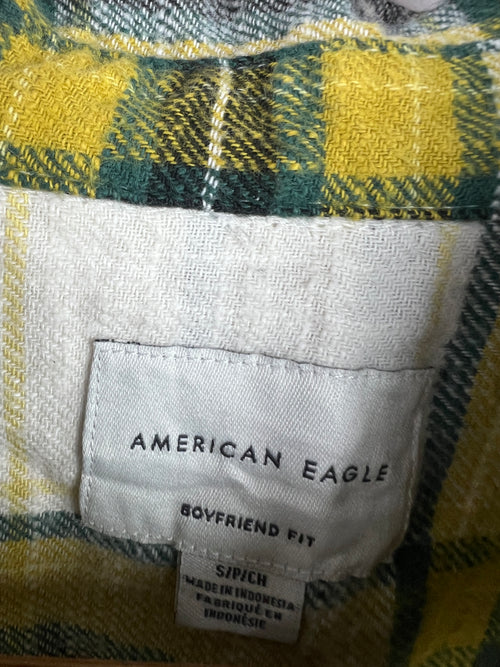 AMERICAN EAGLE
BOYFRIEND FIT
S/P/CH
MADE IN INDONESIA
FABRIQUÉ EN
INDONÉSIE